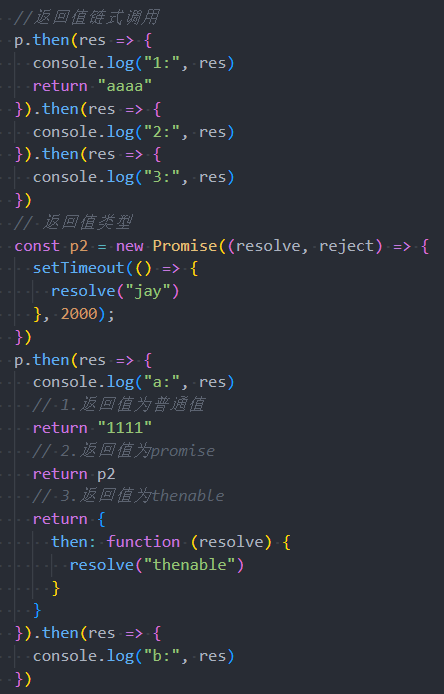 //返回值链式调用
p.then(res => {
  console.log("1:", res)
  return "aaaa"
}).then(res => {
  console.log("2:", res)
}).then(res => {
  console.log("3:", res)
})
// 返回值类型
const p2 = new Promise((resolve, reject) => {
  setTimeout(() => {
    resolve("jay")
  }, 2000);
})
p.then(res => {
  console.log("a:", res)
  // 1.返回值为普通值
  return "1111"
  // 2.返回值为promise
  return p2
  // 3.返回值为thenable
  return {
    then: function (resolve) {
      resolve("thenable")
    }
  }
}).then(res => {
  console.log("b:", res)
})